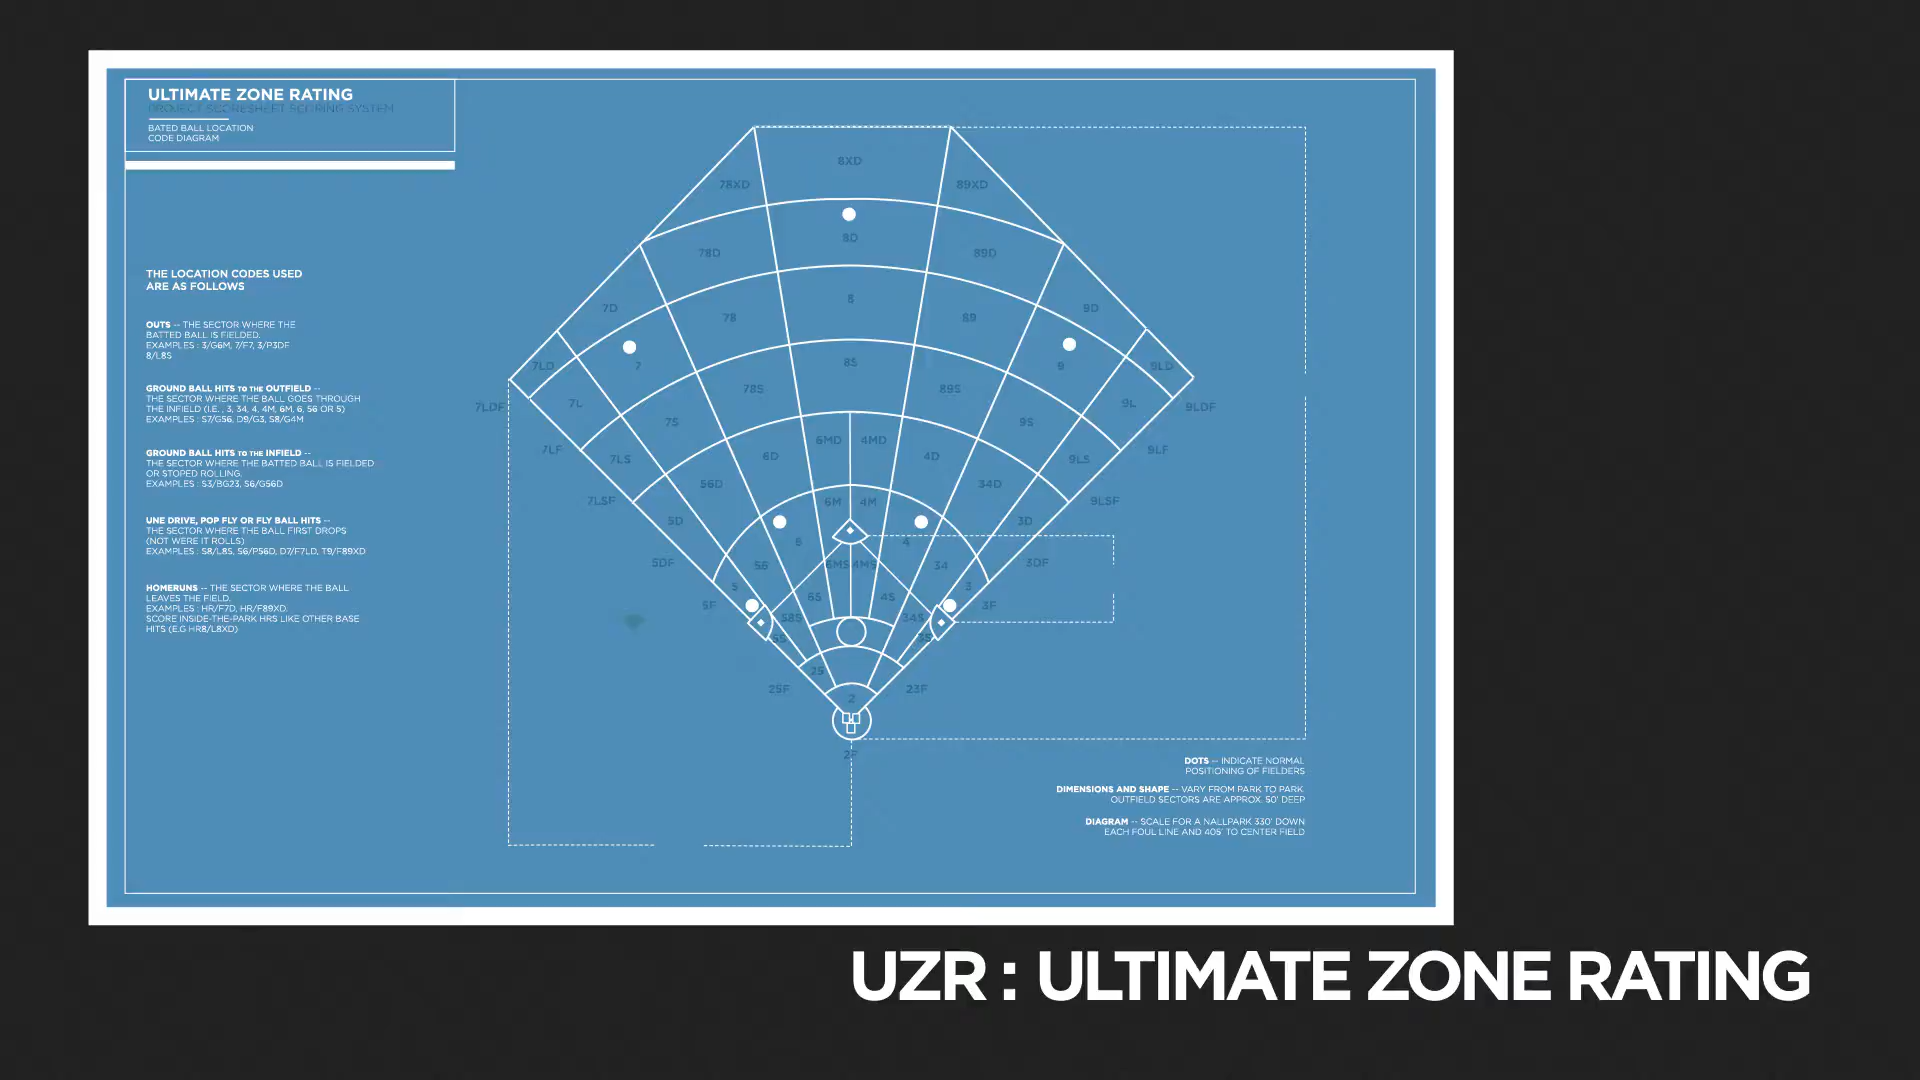 ULTIMATE ZONE RATING
PROJECT SCORESHEET SCORING SYSTEM
BATED BALL LOCATION
CODE DIAGRAM
THE LOCATION CODES USED
ARE AS FOLLOWS
OUTS -- THE SECTOR WHERE THE
BATTED BALL IS FIELDED.
EXAMPLES : 3/G6M, 7/F7, 3/P3DF
8/L8S
GROUND BALL HITS TO THE OUTFIELD --
THE SECTOR WHERE THE BALL GOES THROUGH
THE INFIELD (I.E. , 3, 34, 4, 4M, 6M, 6, 56 OR 5)
EXAMPLES : S7/G56, D9/G3, S8/G4M
GROUND BALL HITS TO THE INFIELD --
THE SECTOR WHERE THE BATTED BALL IS FIELDED
OR STOPED ROLLING.
EXAMPLES : S3/BG23, S6/G56D
UNE DRIVE, POP FLY OR FLY BALL HITS --
THE SECTOR WHERE THE BALL FIRST DROPS
(NOT WERE IT ROLLS)
EXAMPLES : S8/L8S, S6/P56D, D7/F7LD, T9/F89XD
HOMERUNS -- THE SECTOR WHERE THE BALL
LEAVES THE FIELD.
EXAMPLES : HR/F7D, HR/F89XD.
SCORE INSIDE-THE-PARK HRS LIKE OTHER BASE
HITS (E.G HR8/L8XD)
8XD
78XD 89XD
8D
78D 89D
8
7D 9D
78 89
8S
7LD 7 9 9LD
78S 89S
7LDF 7L 9L 9LDF
7S 9S
6MD 4MD
7LF 9LF
6D 4D
7LS 9LS
56D 34D
7LSF 6M 4M 9LSF
5D 3D
6 4
5DF 56 6MS 4MS 34 3DF
5 3
6S 4S
5F 3F
58S 34S
5S 3S
2S
25F 23F
2
2F
DOTS -- INDICATE NORMAL
POSITIONING OF FIELDERS
DIMENSIONS AND SHAPE -- VARY FROM PARK TO PARK.
OUTFIELD SECTORS ARE APPROX. 50' DEEP
DIAGRAM -- SCALE FOR A NALLPARK 330' DOWN
EACH FOUL LINE AND 405' TO CENTER FIELD
UZR : ULTIMATE ZONE RATING